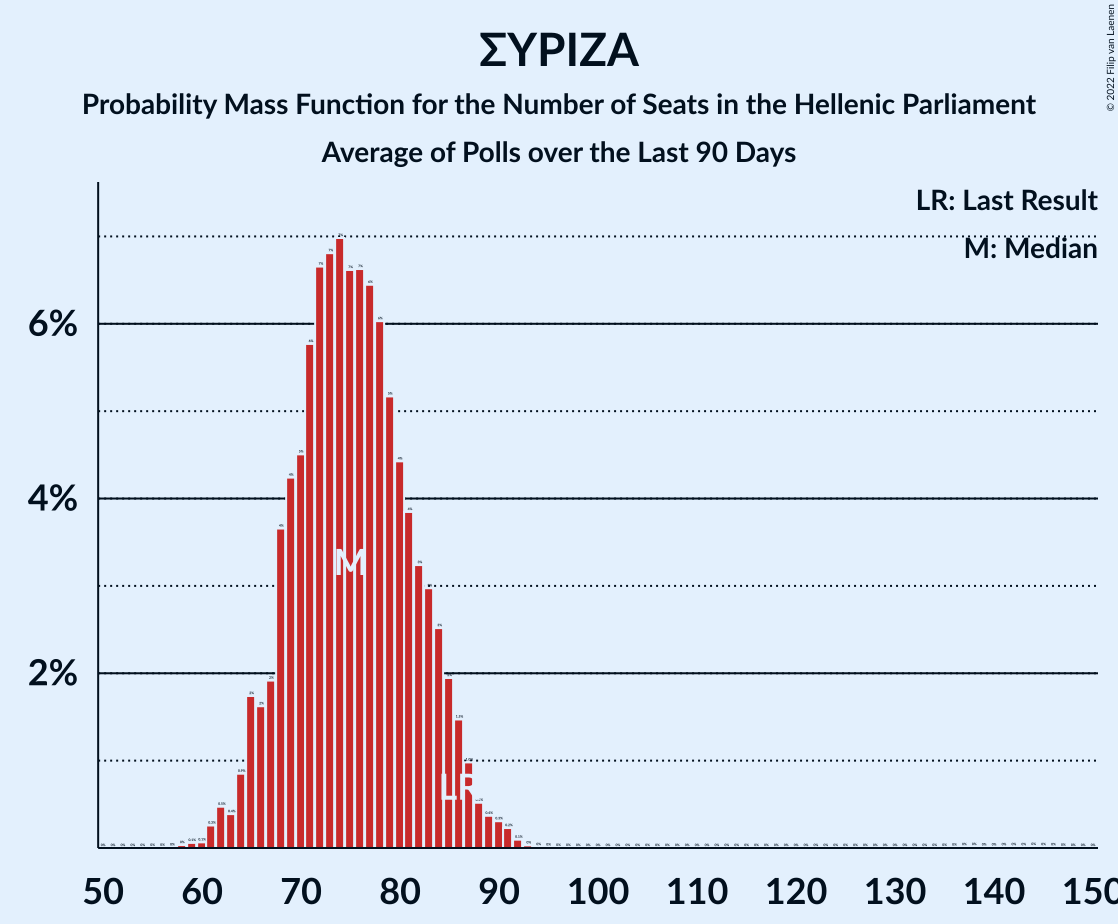 ΣΥΡΙΖΑ
Probability Mass Function for the Number of Seats in the Hellenic Parliament
Average of Polls over the Last 90 Days
© 2022 Filip van Laenen
LR: Last Result
M: Median
6%
4%
2%
M
LR
50 60 70 80 90 100 110 120 130 140 150